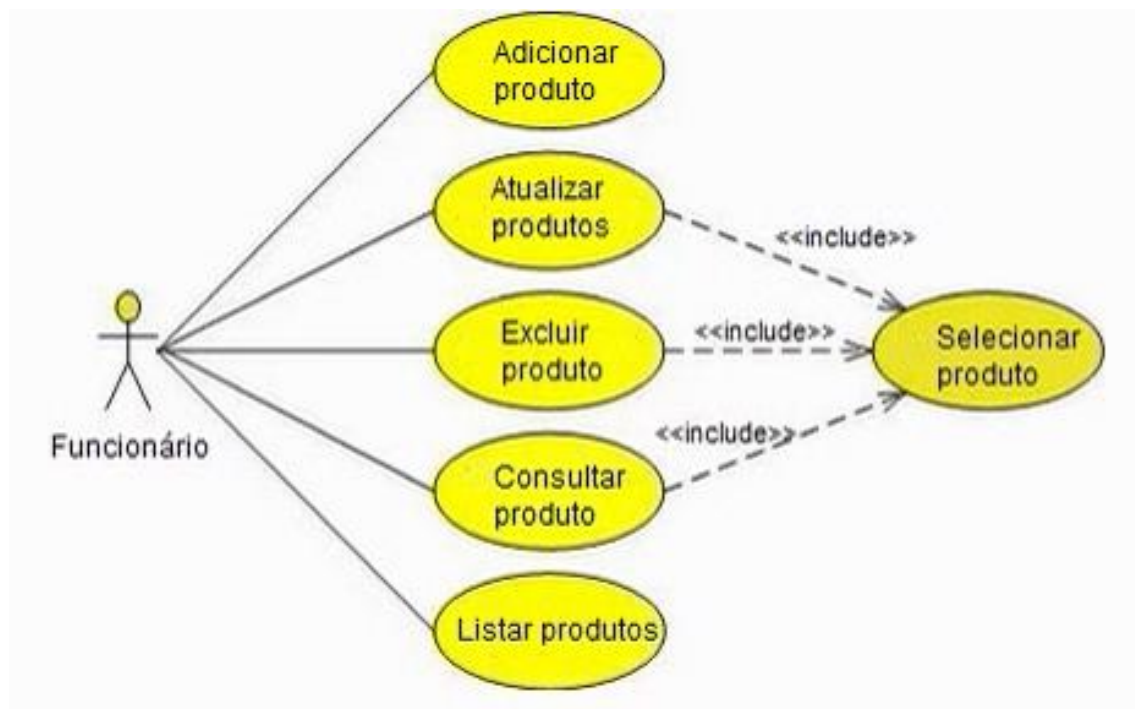 Adicionar
produto
Atualizar
produtos
<<include>>
Excluir
produto
<<include>>
Selecionar
produto
Funcionário
<<include>>
Consultar
produto
Listar produtos